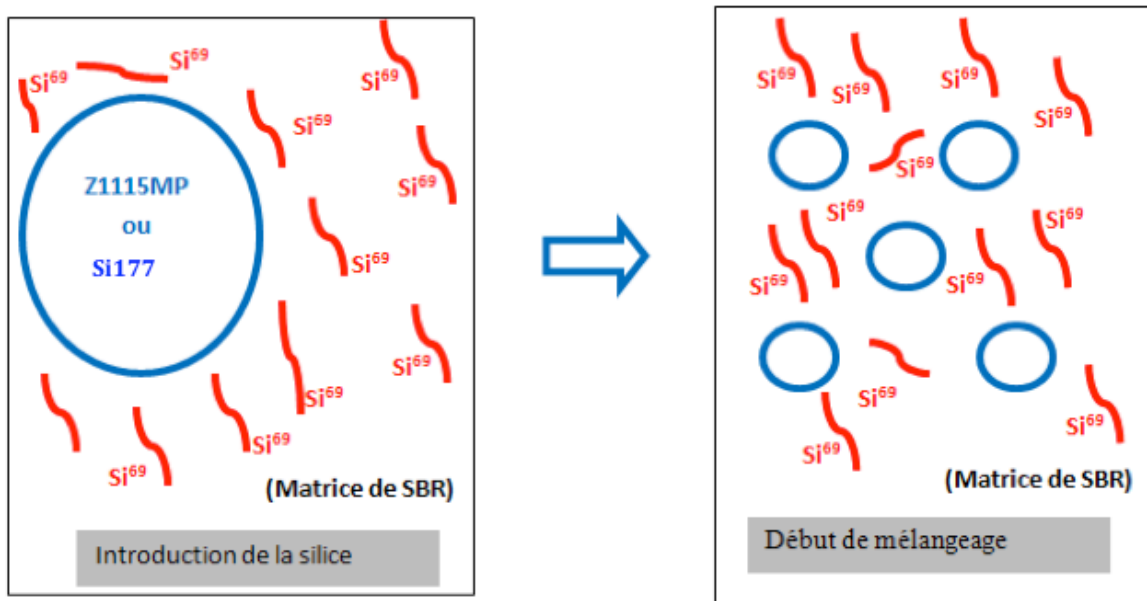 Si⁶⁹
Si⁶⁹
Si⁶⁹
Si⁶⁹
Si⁶⁹
Z1115MP
ou
Si177
Si⁶⁹
Si⁶⁹
Si⁶⁹
Si⁶⁹
Si⁶⁹
(Matrice de SBR)
Introduction de la silice
Si⁶⁹
Si⁶⁹
Si⁶⁹
Si⁶⁹
Si⁶⁹
Si⁶⁹
Si⁶⁹
Si⁶⁹
Si⁶⁹
Si⁶⁹
Si⁶⁹
Si⁶⁹
(Matrice de SBR)
Début de mélangeage